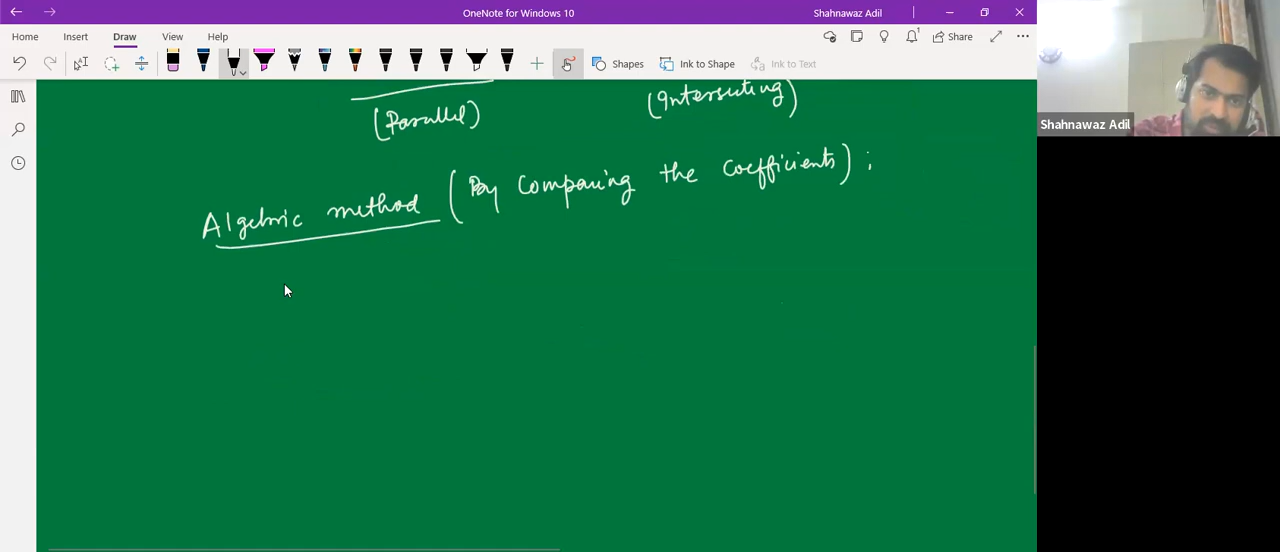 OneNote for Windows 10
Shahnawaz Adil
Home Insert Draw View Help
1
Share
Shapes
Ink to Shape
Ink to Text
(Parallel)
(Intersecting)
Algebric method (By comparing the coefficients) :
Shahnawaz Adil